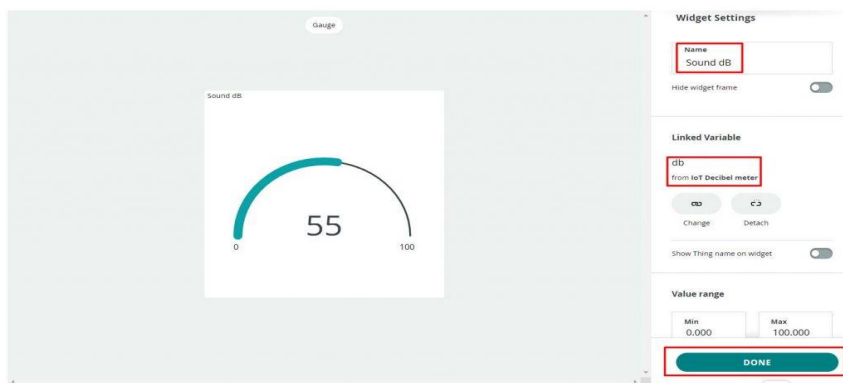 Gauge
Sound dB
55
0
100
Widget Settings
Name
Sound dB
Hide widget frame
Linked Variable
db
from IoT Decibel meter
Change
Detach
Show Thing name on widget
Value range
Min
0.000
Max
100.000
DONE